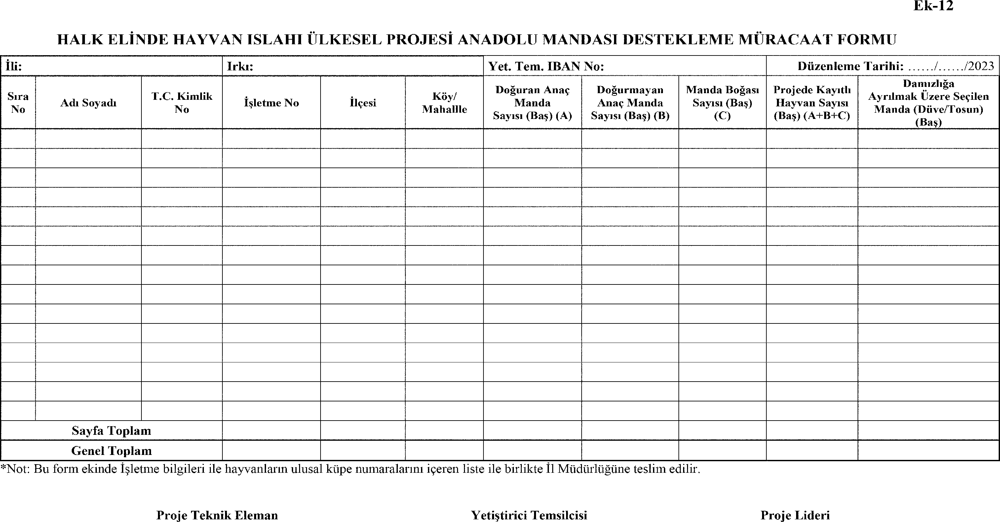 Ek-12
HALK ELİNDE HAYVAN ISLAHI ÜLKESEL PROJESİ ANADOLU MANDASI DESTEKLEME MÜRACAAT FORMU
İli: Irkı: Yet. Tem. IBAN No: Düzenleme Tarihi: ....../....../2023
Sıra
No
Adı Soyadı
T.C. Kimlik
No
İşletme No
İlçesi
Köy/
Mahallle
Doğuran Anaç
Manda
Sayısı (Baş) (A)
Doğurmayan
Anaç Manda
Sayısı (Baş) (B)
Manda Boğası
Sayısı (Baş)
(C)
Projede Kayıtlı
Hayvan Sayısı
(Baş) (A+B+C)
Damızlığa
Ayrılmak Üzere Seçilen
Manda (Düve/Tosun)
(Baş)
Sayfa Toplam
Genel Toplam
*Not: Bu form ekinde İşletme bilgileri ile hayvanların ulusal küpe numaralarını içeren liste ile birlikte İl Müdürlüğüne teslim edilir.
Proje Teknik Eleman Yetiştirici Temsilcisi Proje Lideri